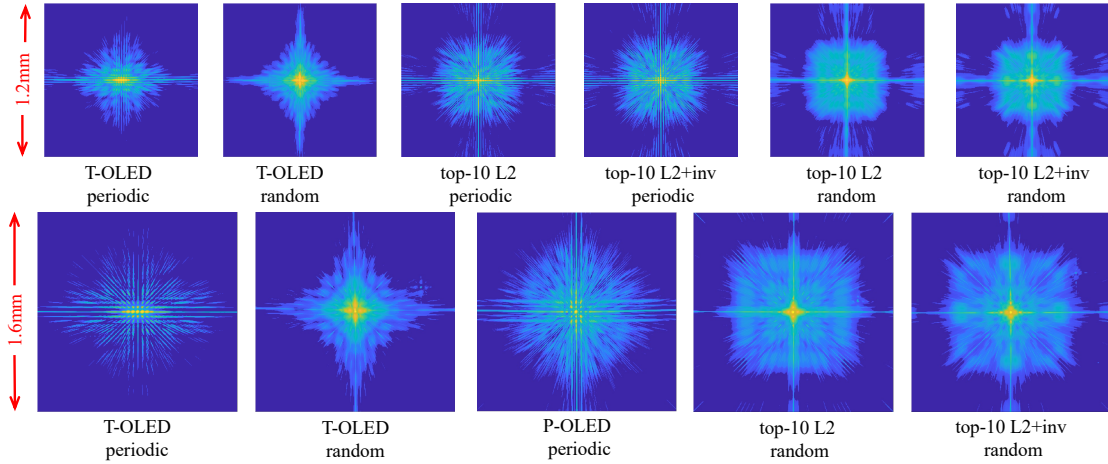 1.2mm
T-OLED
periodic
T-OLED
random
top-10 L2
periodic
top-10 L2+inv
periodic
top-10 L2
random
top-10 L2+inv
random
1.6mm
T-OLED
periodic
T-OLED
random
P-OLED
periodic
top-10 L2
random
top-10 L2+inv
random